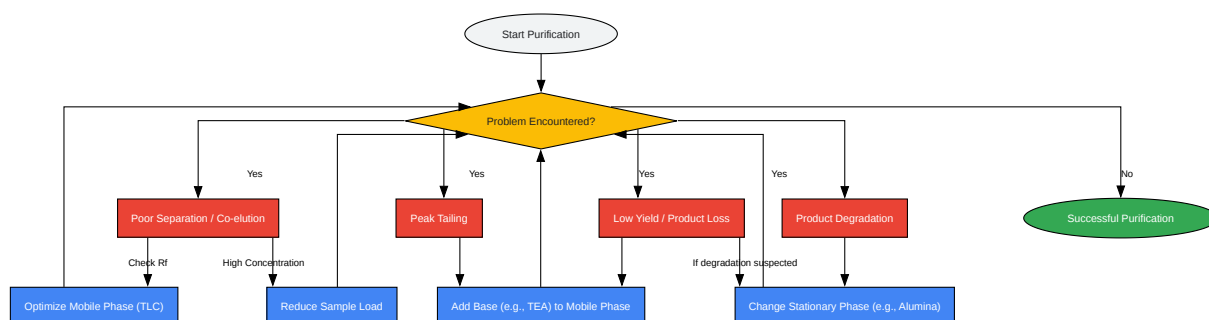 Start Purification
Problem Encountered?
Yes
Yes
Yes
Yes
No
Poor Separation / Co-elution
Peak Tailing
Low Yield / Product Loss
Product Degradation
Successful Purification
Check Rf
High Concentration
If degradation suspected
Optimize Mobile Phase (TLC)
Reduce Sample Load
Add Base (e.g., TEA) to Mobile Phase
Change Stationary Phase (e.g., Alumina)